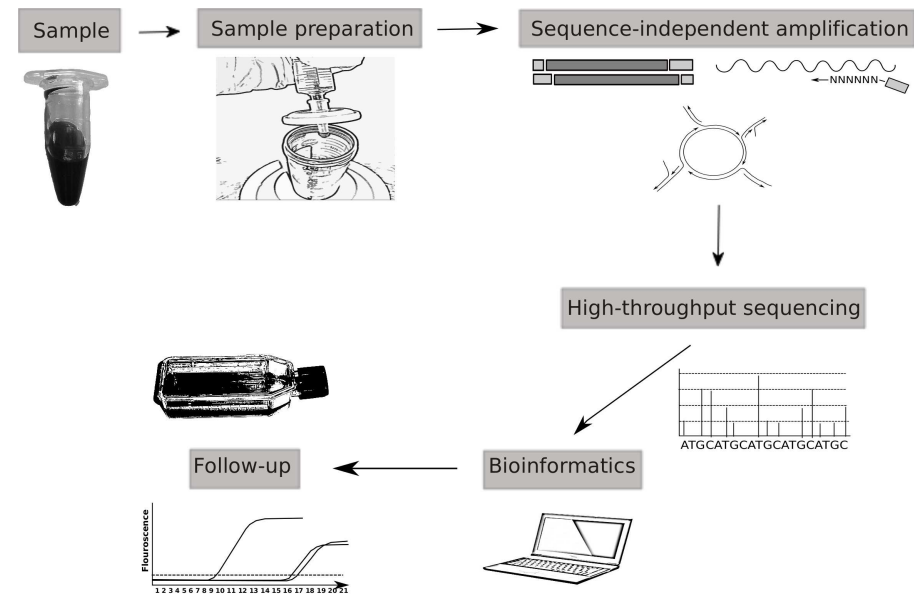 Sample
Sample preparation
Sequence-independent amplification
NNNNNN
High-throughput sequencing
ATGCATGCATGCATGCATGC
Bioinformatics
Follow-up
Flouroscence
1 2 3 4 5 6 7 8 9 10 11 12 13 14 15 16 17 18 19 20 21